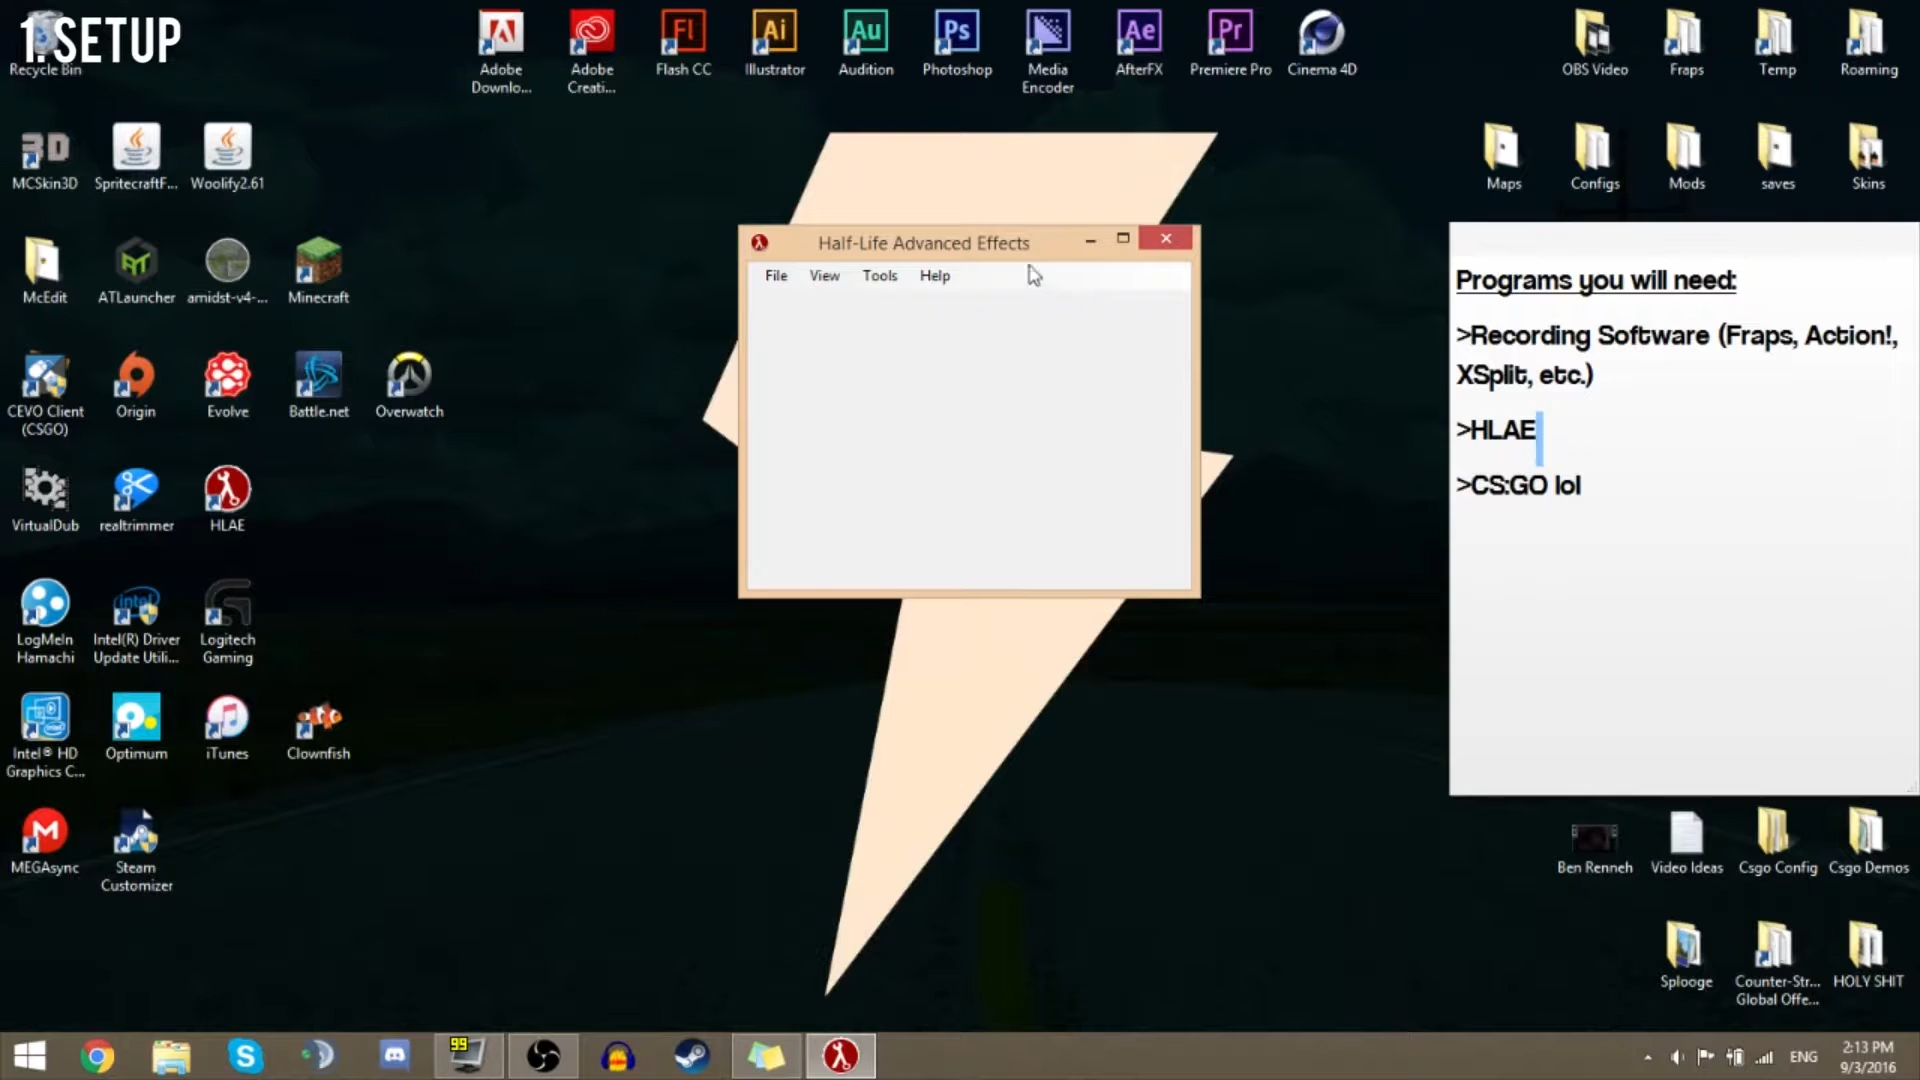 1. SETUP
Recycle Bin
Adobe
Downlo...
Adobe
Creati...
Flash CC
Illustrator
Audition
Photoshop
Media
Encoder
AfterFX
Premiere Pro
Cinema 4D
OBS Video
Fraps
Temp
Roaming
MCSkin3D
SpritecraftF...
Woolify2.61
Maps
Configs
Mods
saves
Skins
Half-Life Advanced Effects
File View Tools Help
Programs you will need:
>Recording Software (Fraps, Action!,
XSplit, etc.)
>HLAE
>CS:GO lol
McEdit
ATLauncher
amidst-v4-...
Minecraft
CEVO Client
(CSGO)
Origin
Evolve
Battle.net
Overwatch
VirtualDub
realtrimmer
HLAE
LogMeIn
Hamachi
Intel(R) Driver
Update Utili...
Logitech
Gaming
Intel® HD
Graphics C...
Optimum
iTunes
Clownfish
MEGAsync
Steam
Customizer
Ben Renneh
Video Ideas
Csgo Config
Csgo Demos
Splooge
Counter-Str...
Global Offe...
HOLY SHIT
99
ENG
2:13 PM
9/3/2016